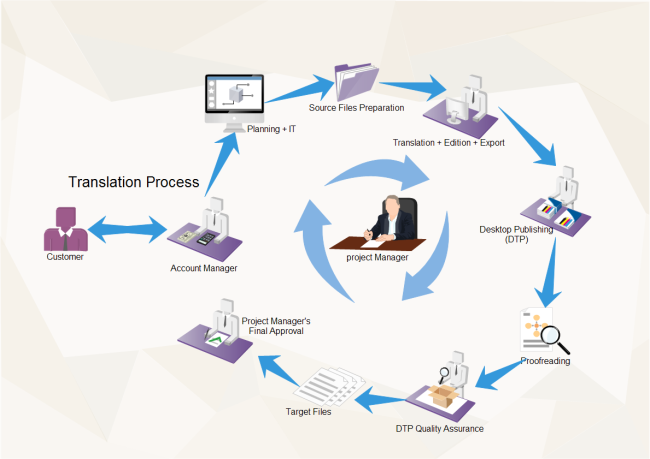 Translation Process
Customer
Account Manager
Planning + IT
Source Files Preparation
Translation + Edition + Export
Desktop Publishing
(DTP)
Proofreading
DTP Quality Assurance
Target Files
Project Manager's
Final Approval
project Manager